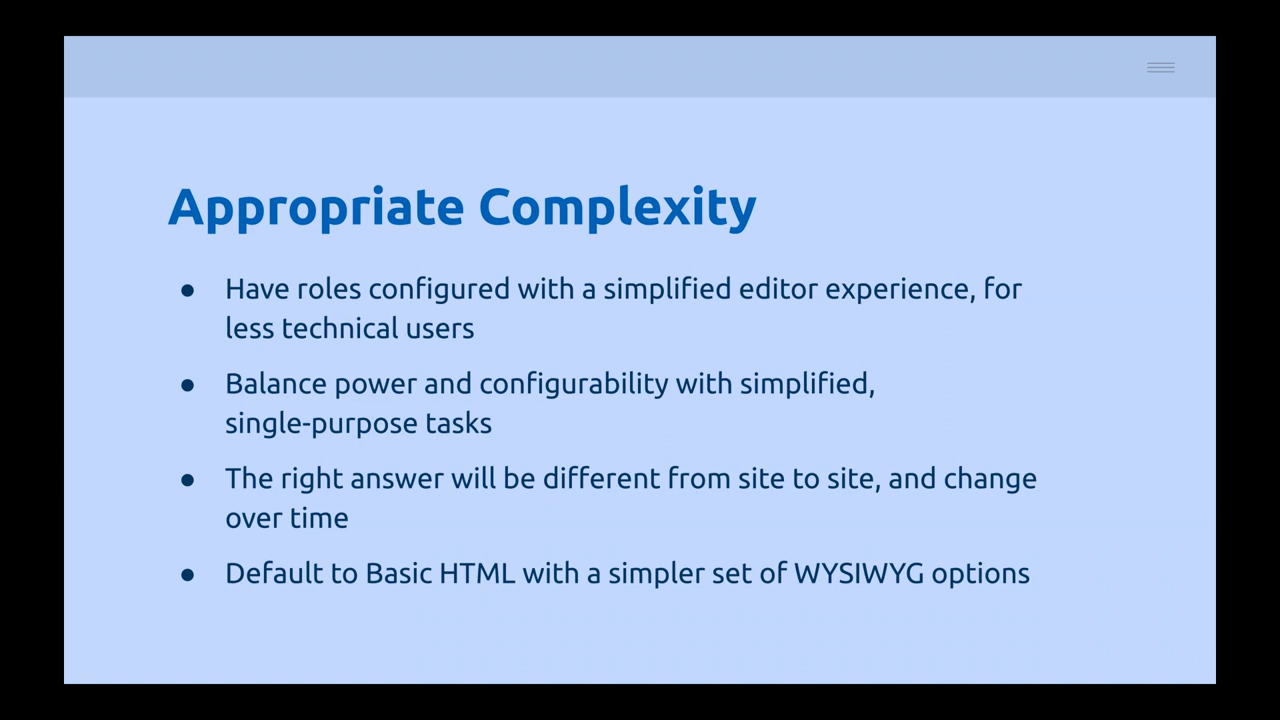 Appropriate Complexity
● Have roles configured with a simplified editor experience, for
less technical users
● Balance power and configurability with simplified,
single-purpose tasks
● The right answer will be different from site to site, and change
over time
● Default to Basic HTML with a simpler set of WYSIWYG options